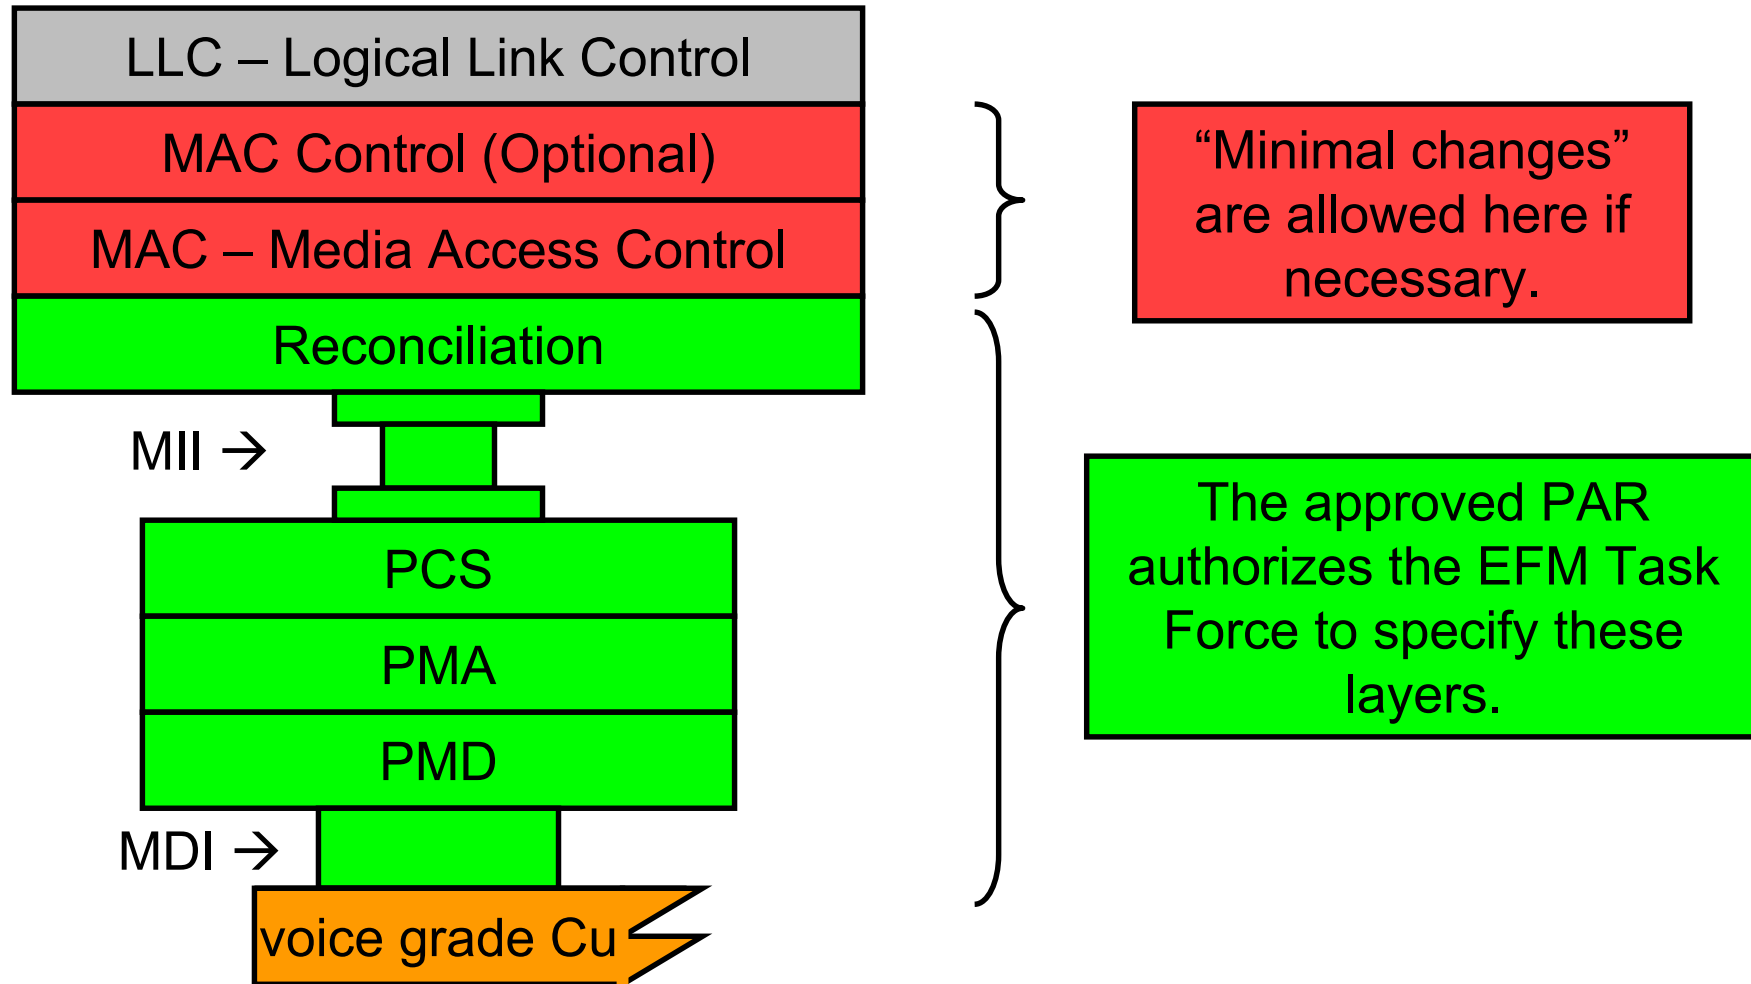 LLC – Logical Link Control
MAC Control (Optional)
MAC – Media Access Control
Reconciliation
MII →
PCS
PMA
PMD
MDI →
voice grade Cu
“Minimal changes”
are allowed here if
necessary.
The approved PAR
authorizes the EFM Task
Force to specify these
layers.